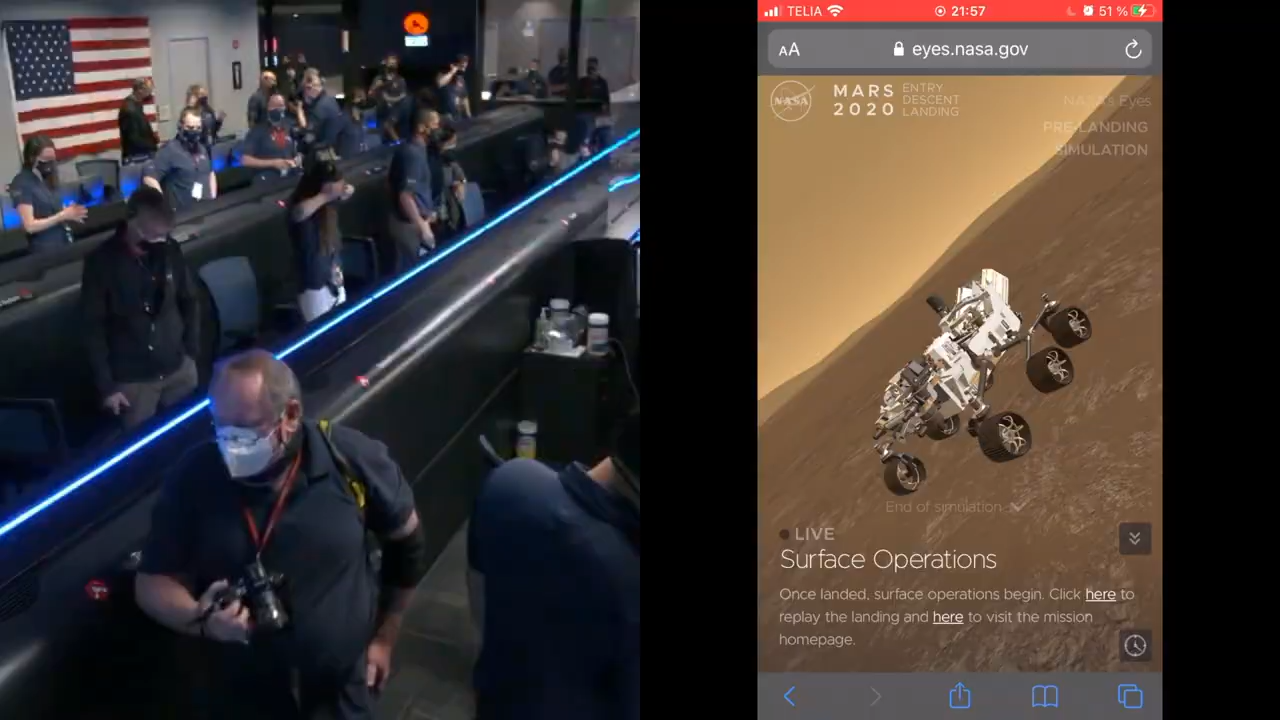 TELIA
21:57
51 %
AA
eyes.nasa.gov
NASA
MARS
2020
ENTRY
DESCENT
LANDING
NASA's Eyes
PRE-LANDING
SIMULATION
End of simulation
LIVE
Surface Operations
Once landed, surface operations begin. Click here to
replay the landing and here to visit the mission
homepage.